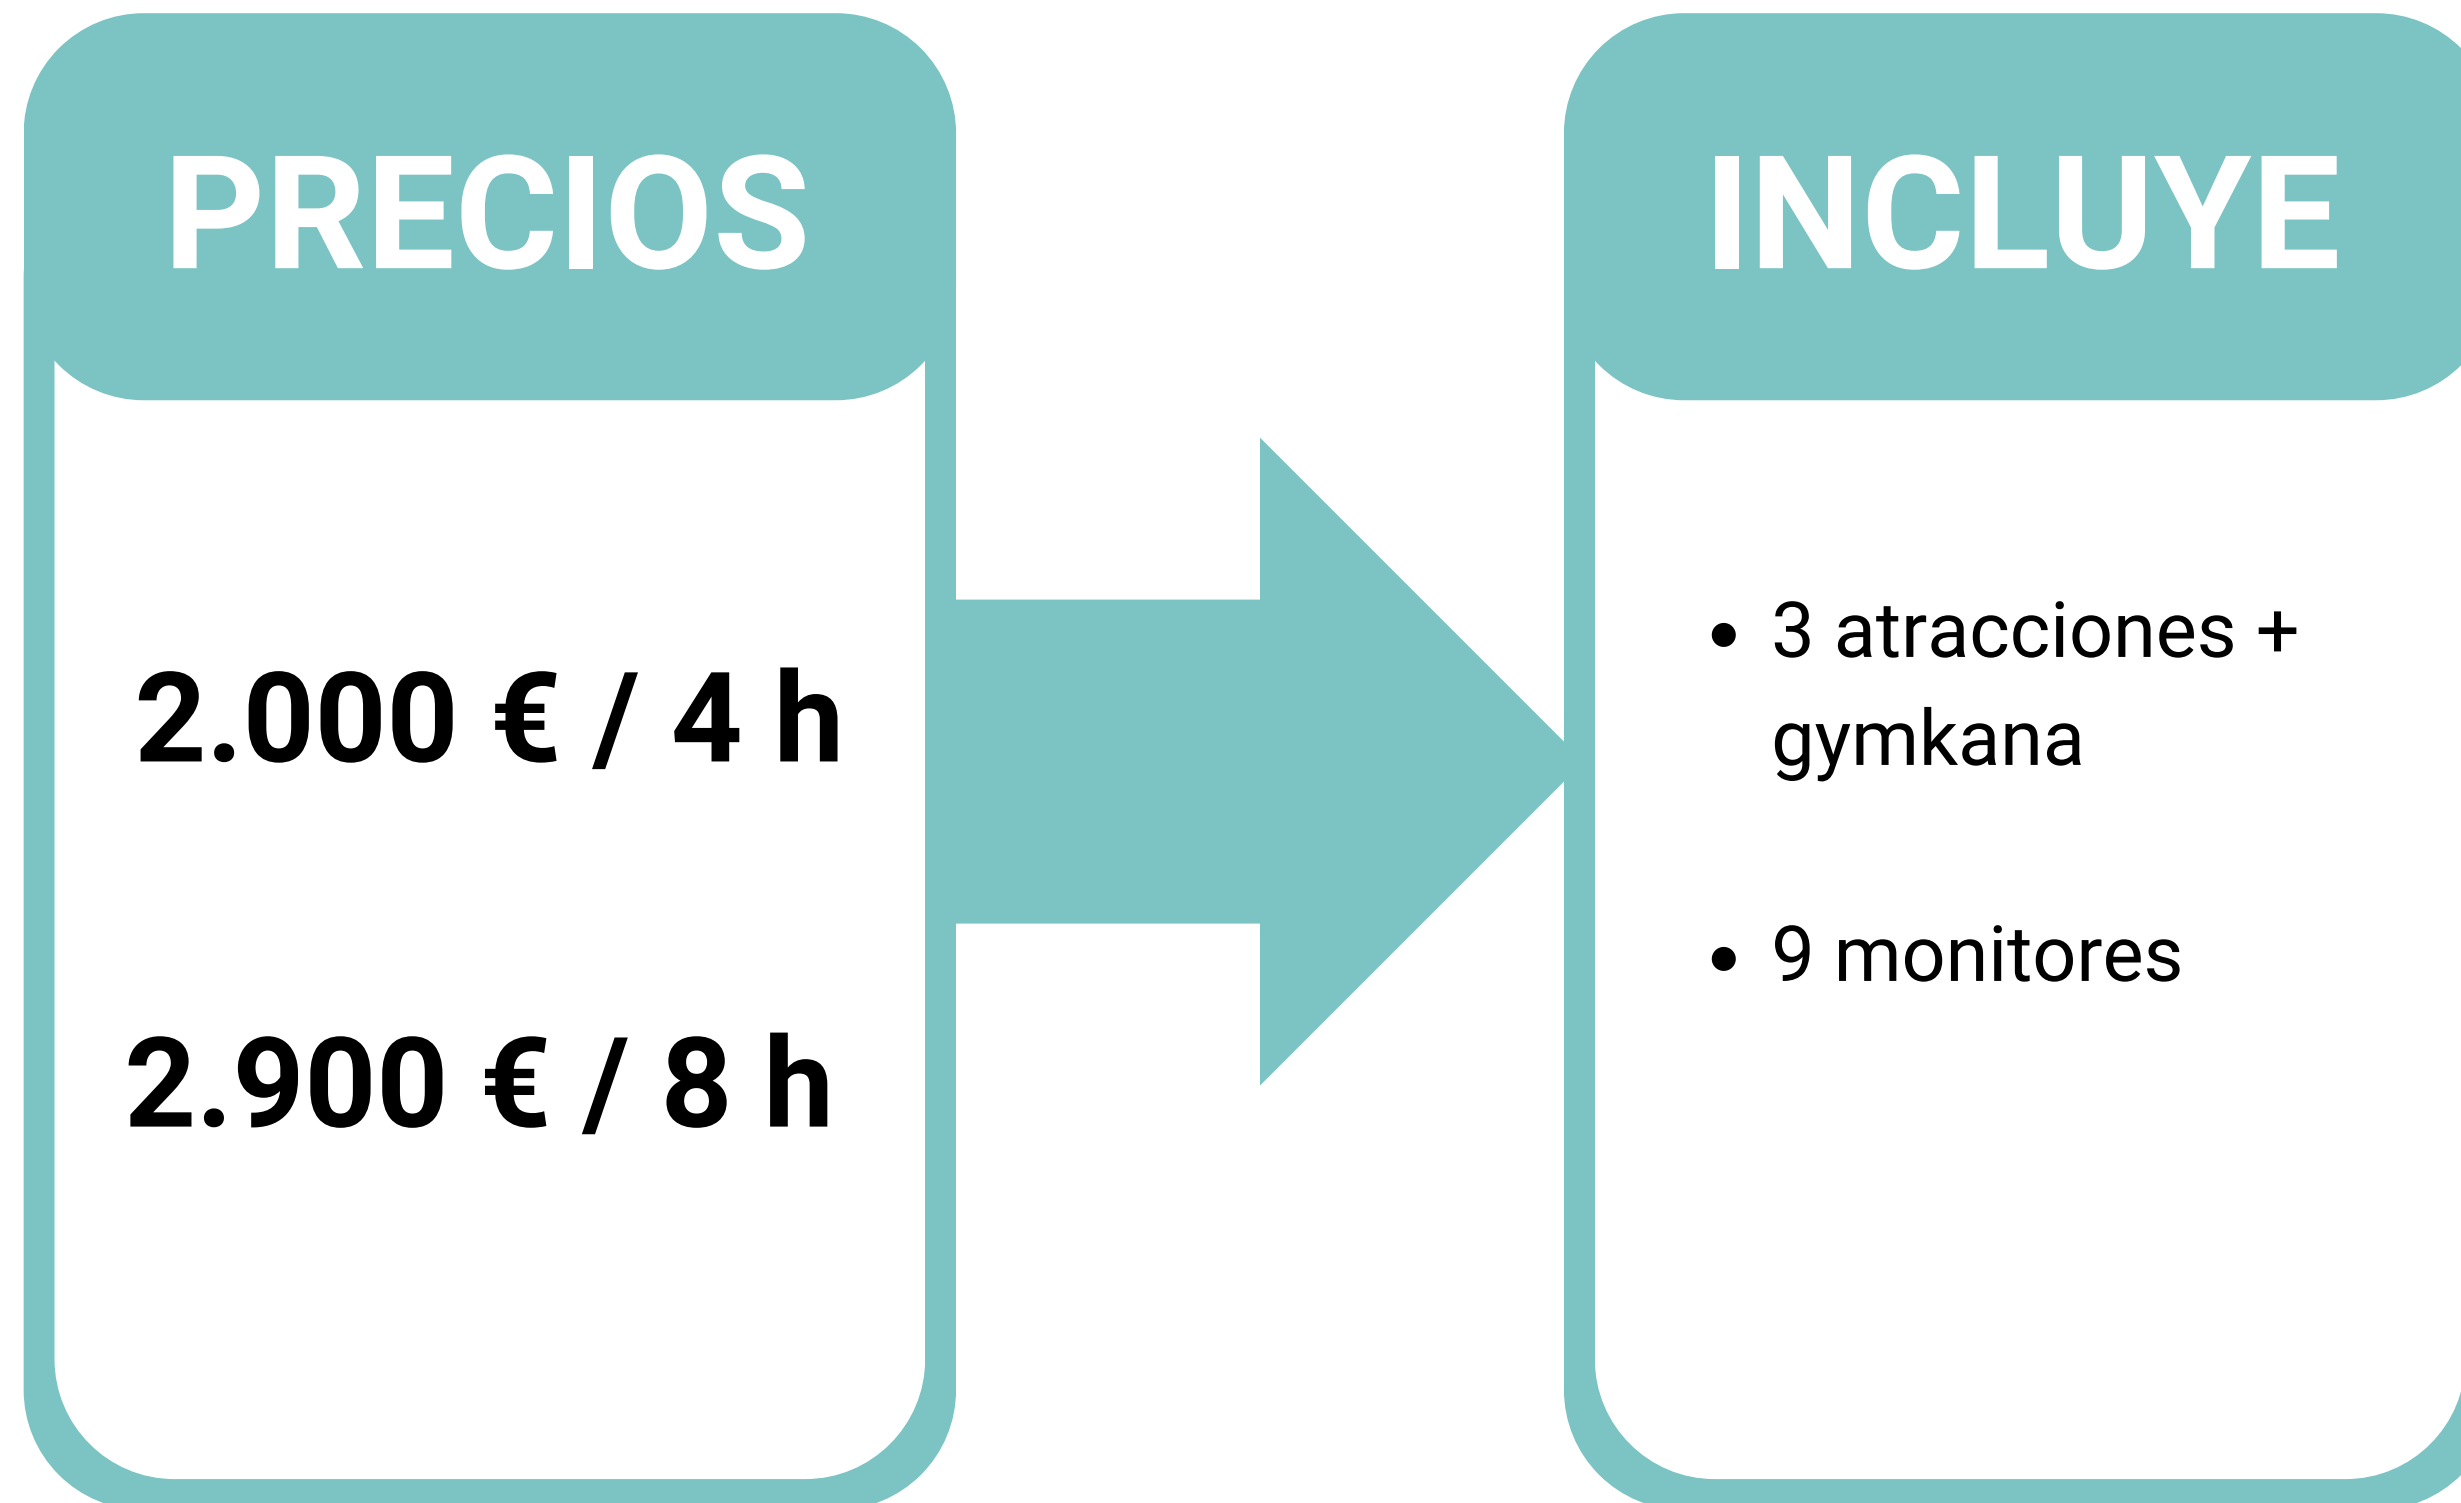 PRECIOS
2.000 € / 4 h
2.900 € / 8 h
INCLUYE
• 3 atracciones +
gymkana
• 9 monitores